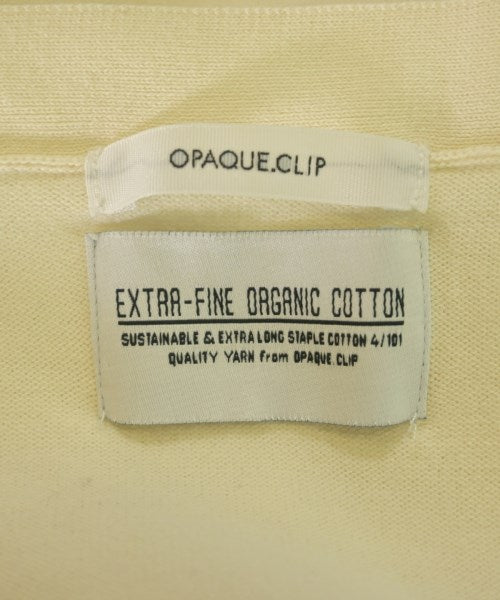 OPAQUE.CLIP
EXTRA-FINE ORGANIC COTTON
SUSTAINABLE & EXTRA LONG STAPLE COTTON 4/101
QUALITY YARN from OPAQUE.CLIP